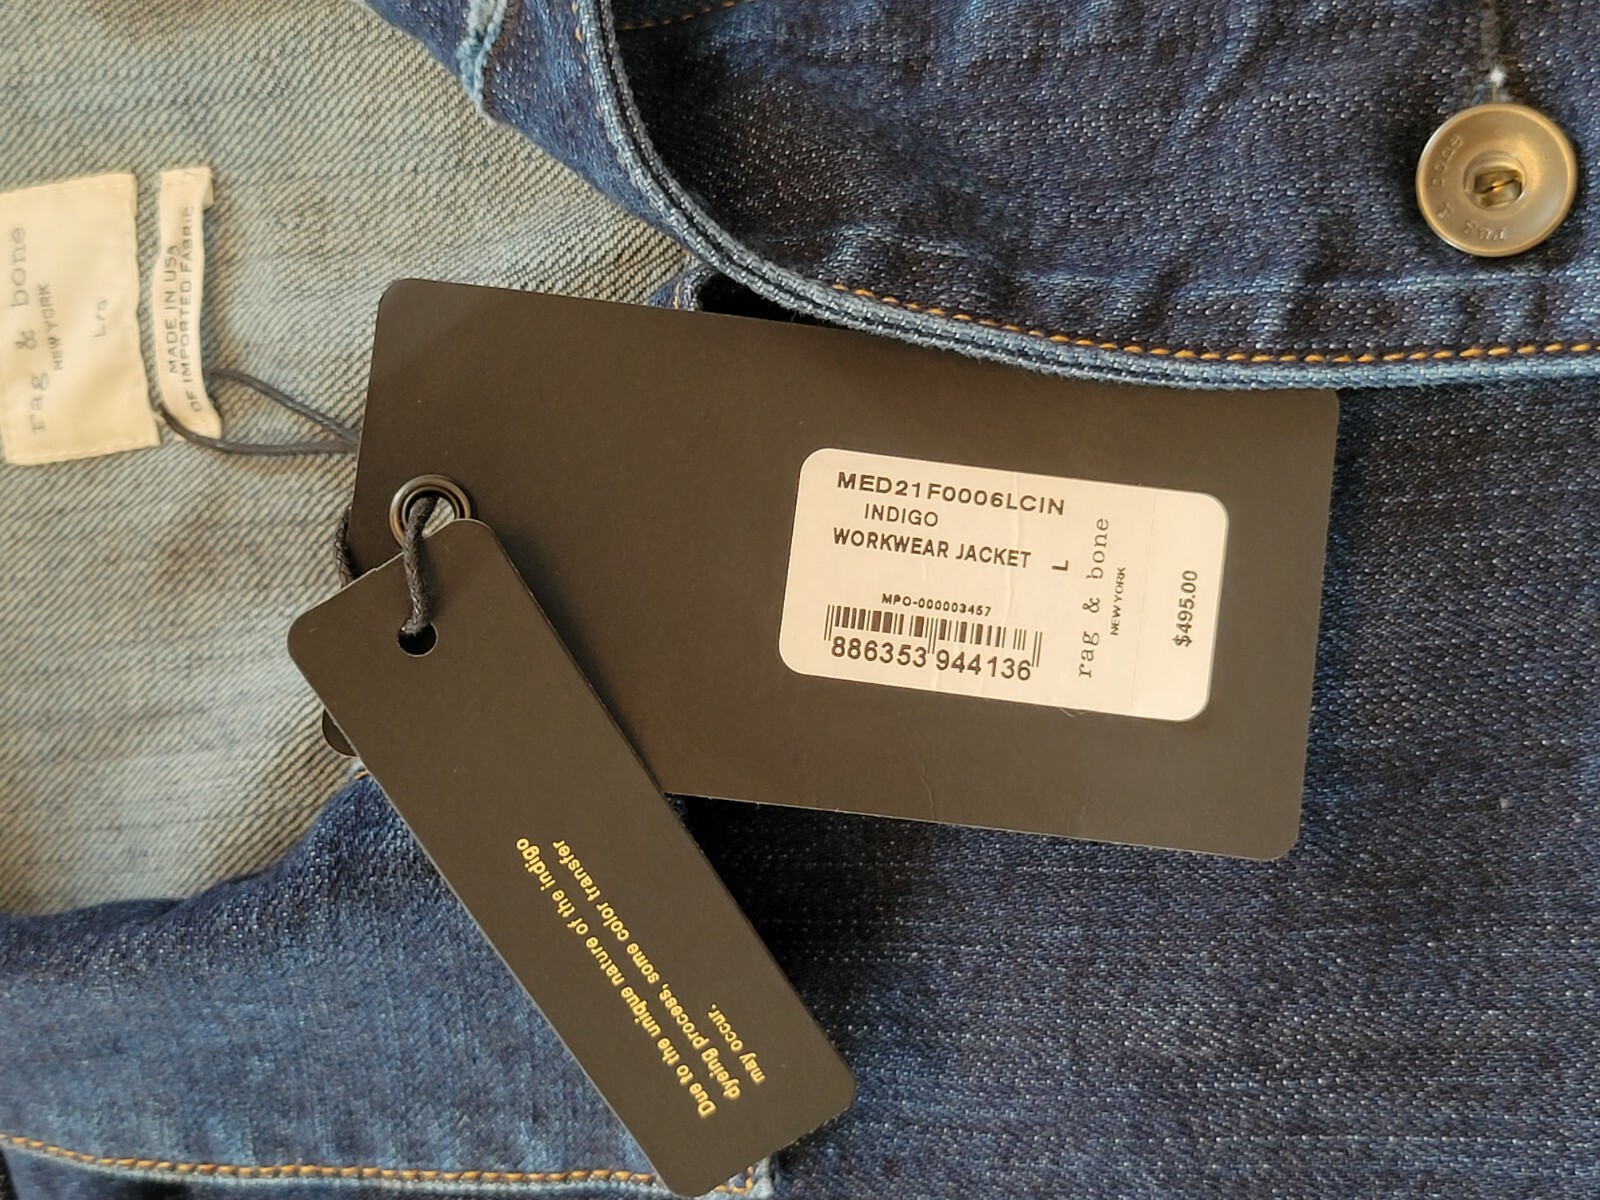 rag & bone
NEW YORK
L/G
MADE IN USA
OF IMPORTED FABRIC
MED21F0006LCIN
INDIGO
WORKWEAR JACKET
L
MPO-000003457
886353 944136
rag & bone
NEW YORK
$495.00
Due to the unique nature of the indigo
dyeing process, some color transfer
may occur.
rag & bone